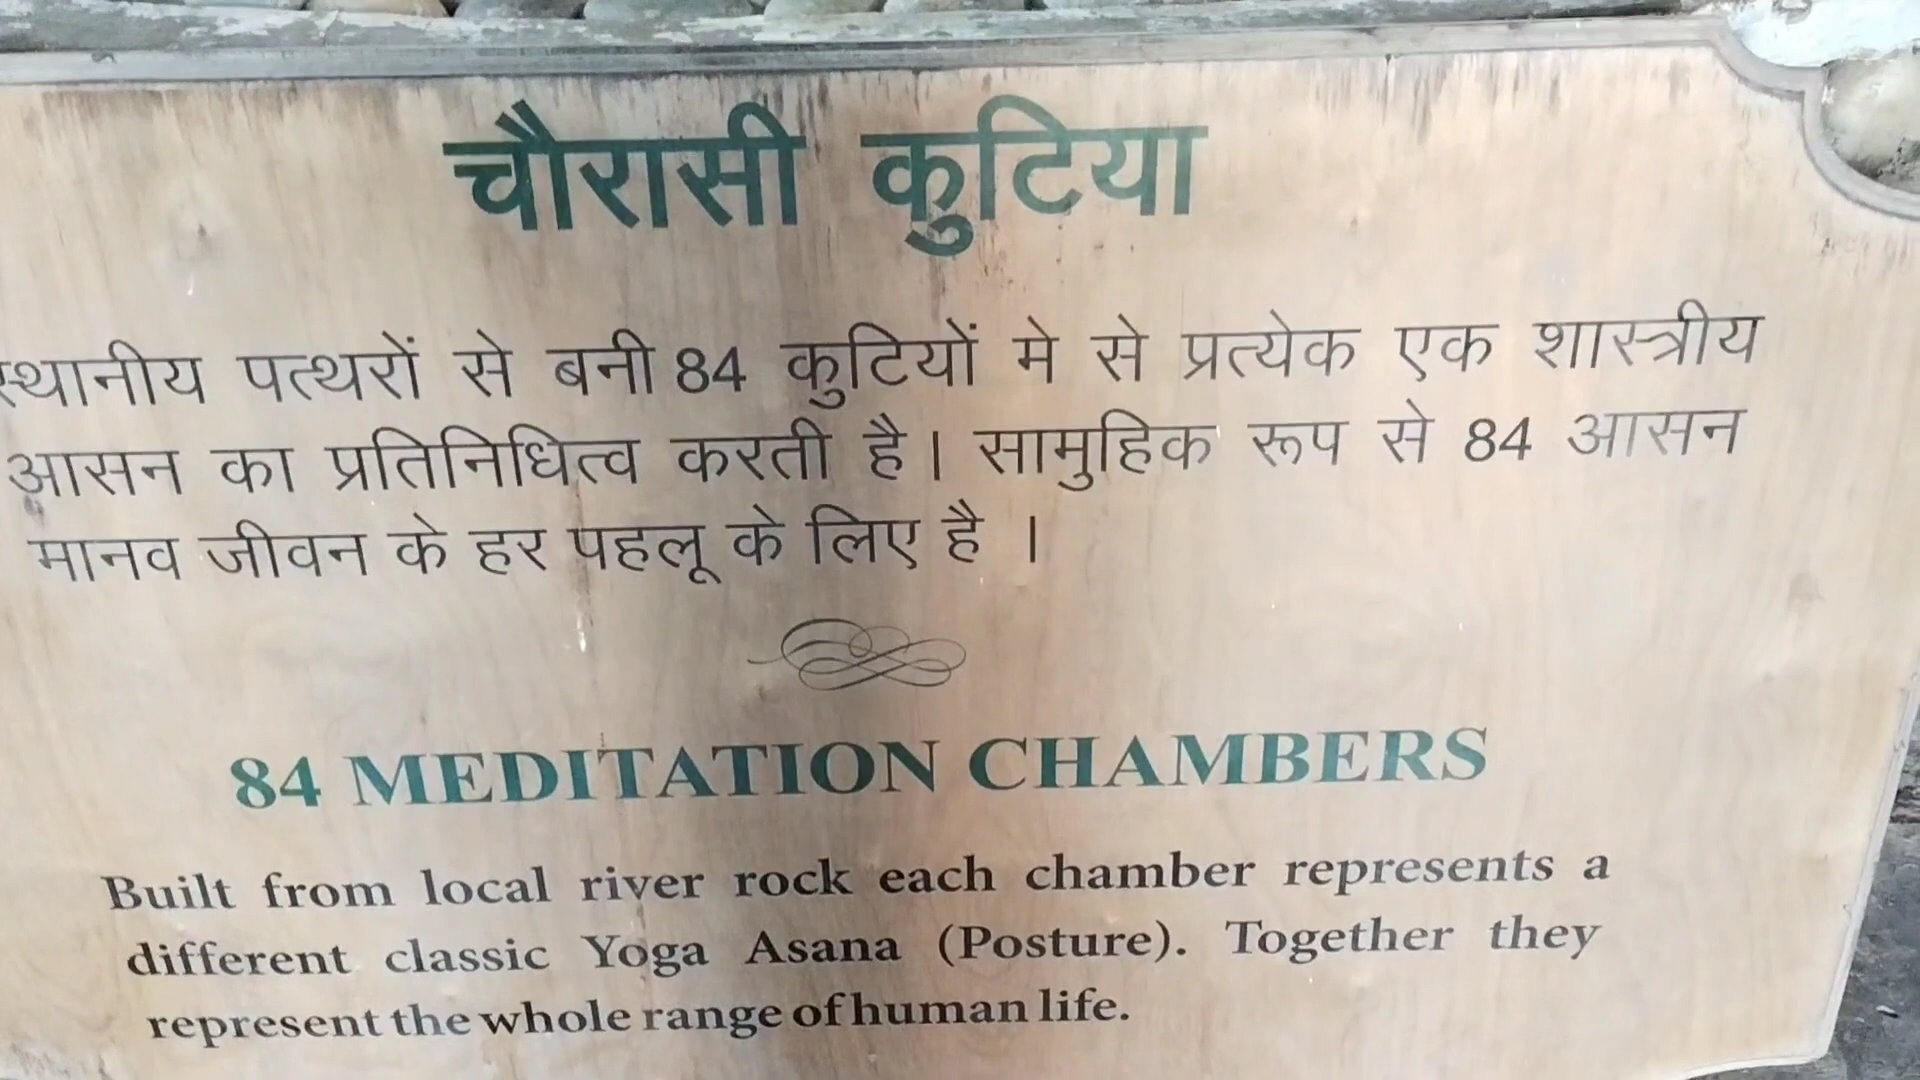 चौरासी कुटिया
स्थानीय पत्थरों से बनी 84 कुटियों मे से प्रत्येक एक शास्त्रीय
आसन का प्रतिनिधित्व करती है। सामुहिक रूप से 84 आसन
मानव जीवन के हर पहलू के लिए है ।
84 MEDITATION CHAMBERS
Built from local river rock each chamber represents a
different classic Yoga Asana (Posture). Together they
represent the whole range of human life.